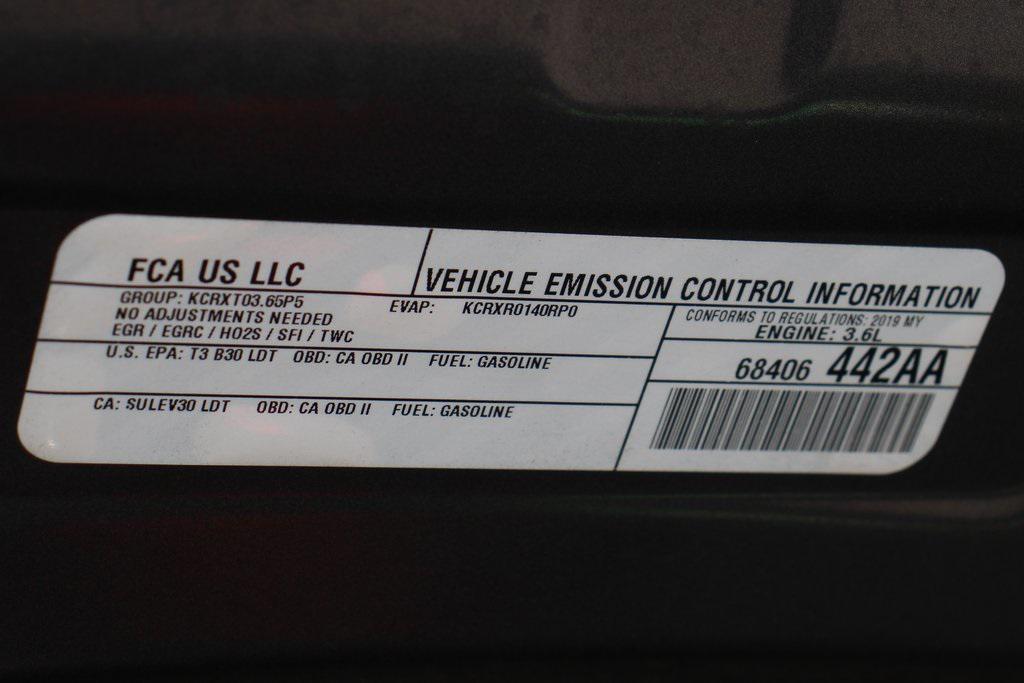 FCA US LLC
VEHICLE EMISSION CONTROL INFORMATION
GROUP: KCRXT03.65P5
EVAP: KCRXR0140RP0
NO ADJUSTMENTS NEEDED
EGR / EGRC / HO2S / SFI / TWC
CONFORMS TO REGULATIONS: 2019 MY
ENGINE: 3.6L
U.S. EPA: T3 B30 LDT OBD: CA OBD II FUEL: GASOLINE
68406 442AA
CA: SULEV30 LDT OBD: CA OBD II FUEL: GASOLINE